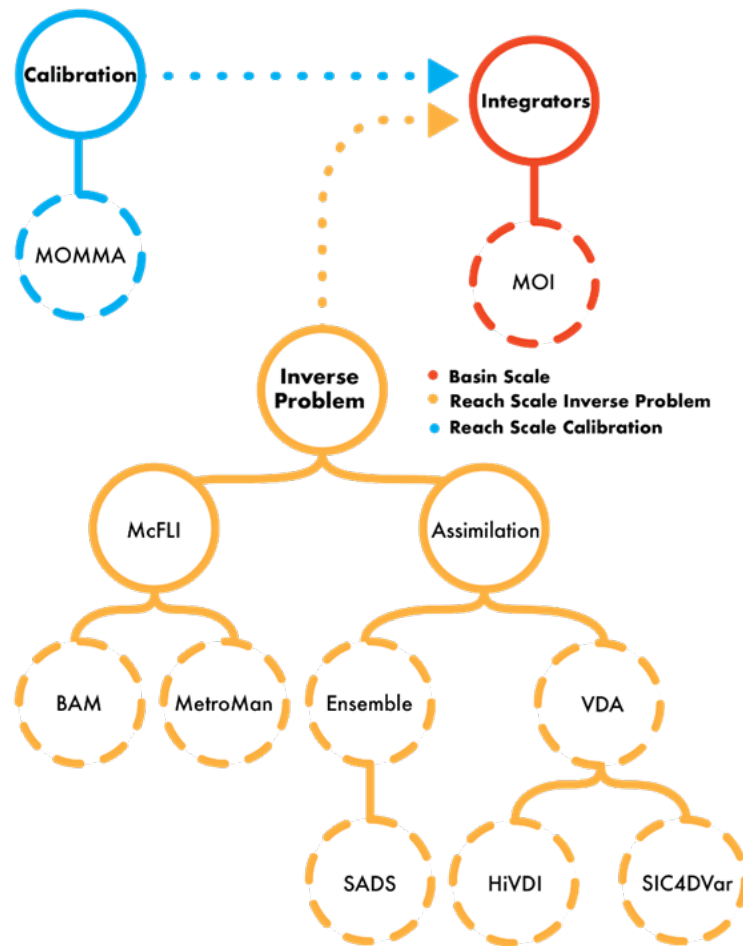 Calibration
Integrators
MOMMA
MOI
Inverse
Problem
Basin Scale
Reach Scale Inverse Problem
Reach Scale Calibration
McFLI
Assimilation
BAM
MetroMan
Ensemble
VDA
SADS
HiVDI
SIC4DVar